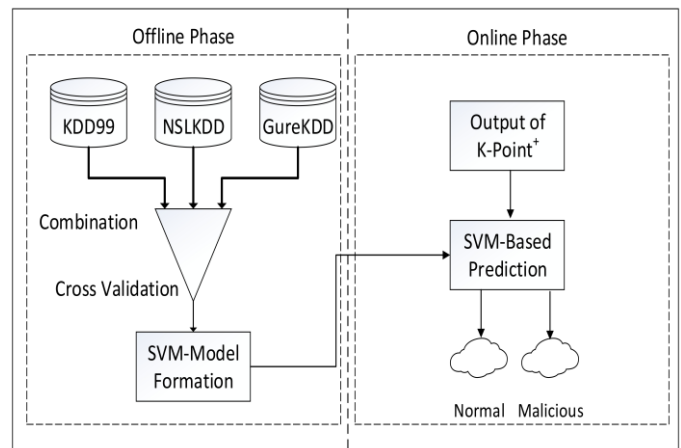 Offline Phase
Online Phase
KDD99
NSLKDD
GureKDD
Output of
K-Point⁺
Combination
SVM-Based
Prediction
Cross Validation
SVM-Model
Formation
Normal
Malicious